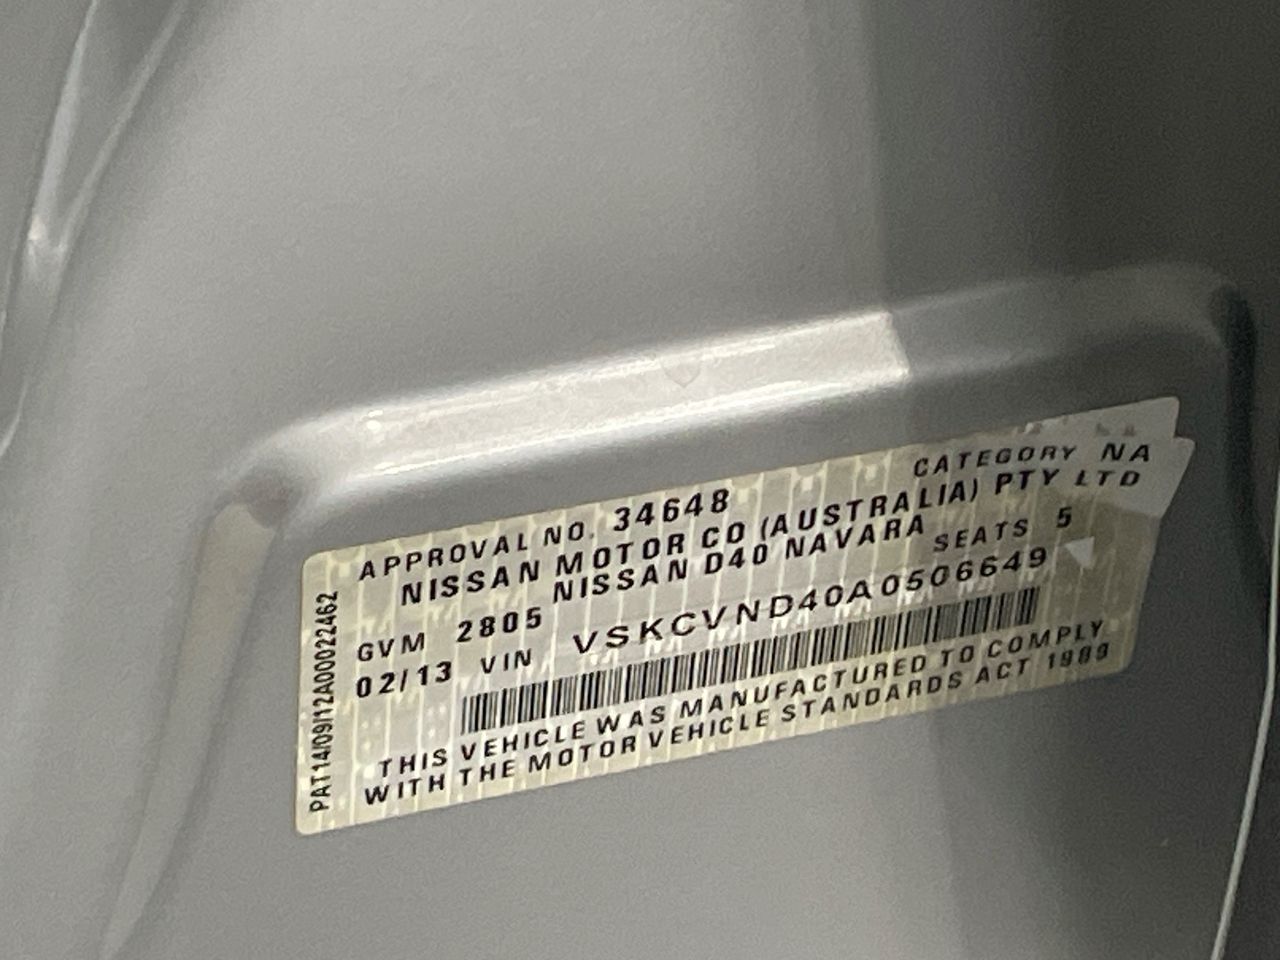 APPROVAL NO. 34648 CATEGORY NA
NISSAN MOTOR CO (AUSTRALIA) PTY LTD
NISSAN D40 NAVARA
GVM 2805 SEATS 5
02/13 VIN VSKCVND40A0506649
THIS VEHICLE WAS MANUFACTURED TO COMPLY
WITH THE MOTOR VEHICLE STANDARDS ACT 1989
PAT14/09/12A00022462